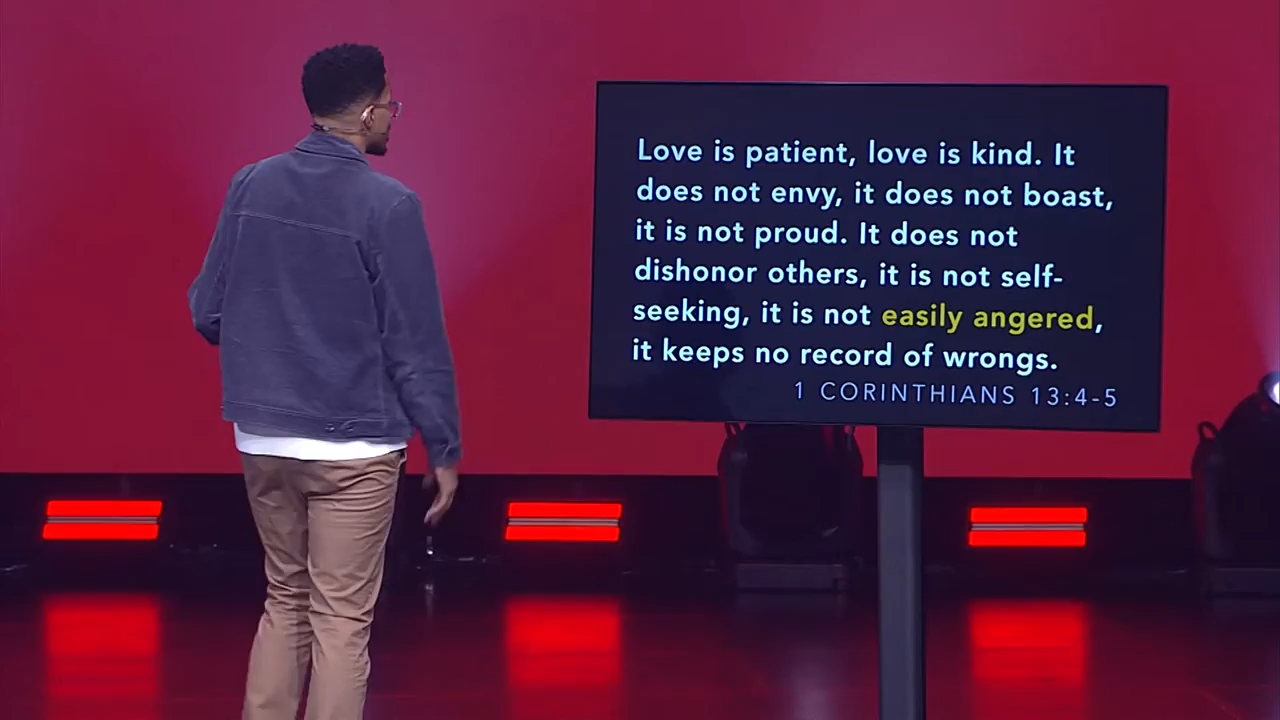 Love is patient, love is kind. It
does not envy, it does not boast,
it is not proud. It does not
dishonor others, it is not self-
seeking, it is not easily angered,
it keeps no record of wrongs.
1 CORINTHIANS 13:4-5